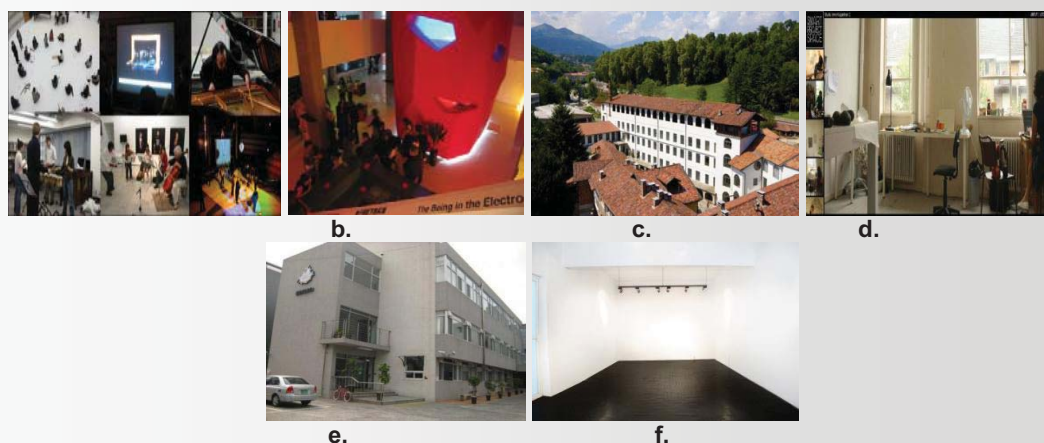 The Being in the Electro
b.
c.
d.
e.
f.